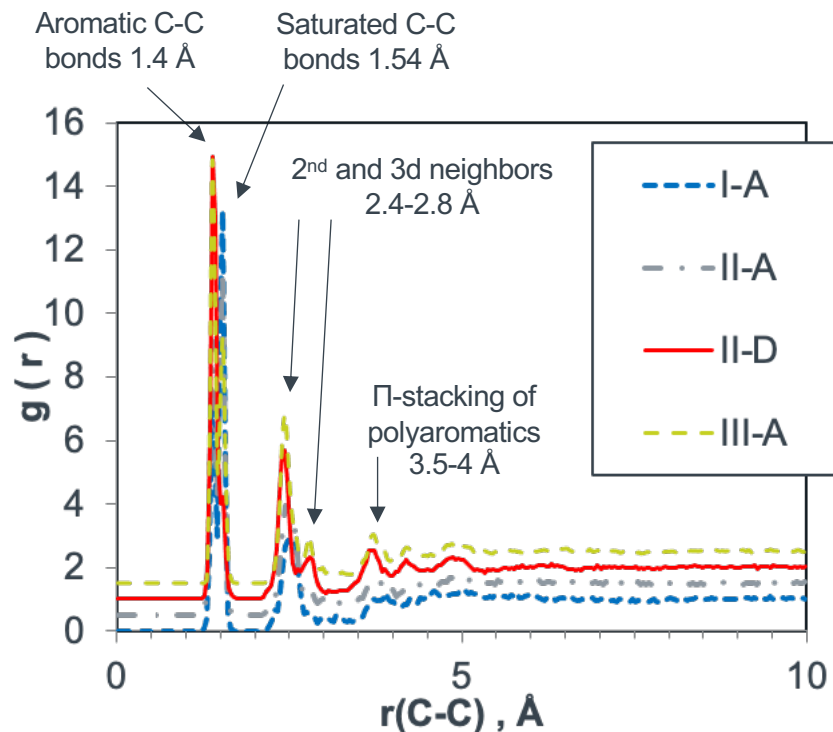 Aromatic C-C
bonds 1.4 Å
Saturated C-C
bonds 1.54 Å
2nd and 3d neighbors
2.4-2.8 Å
Π-stacking of
polyaromatics
3.5-4 Å
I-A
II-A
II-D
III-A
16
14
12
10
8
6
4
2
0
g ( r )
0
5
10
r(C-C) , Å